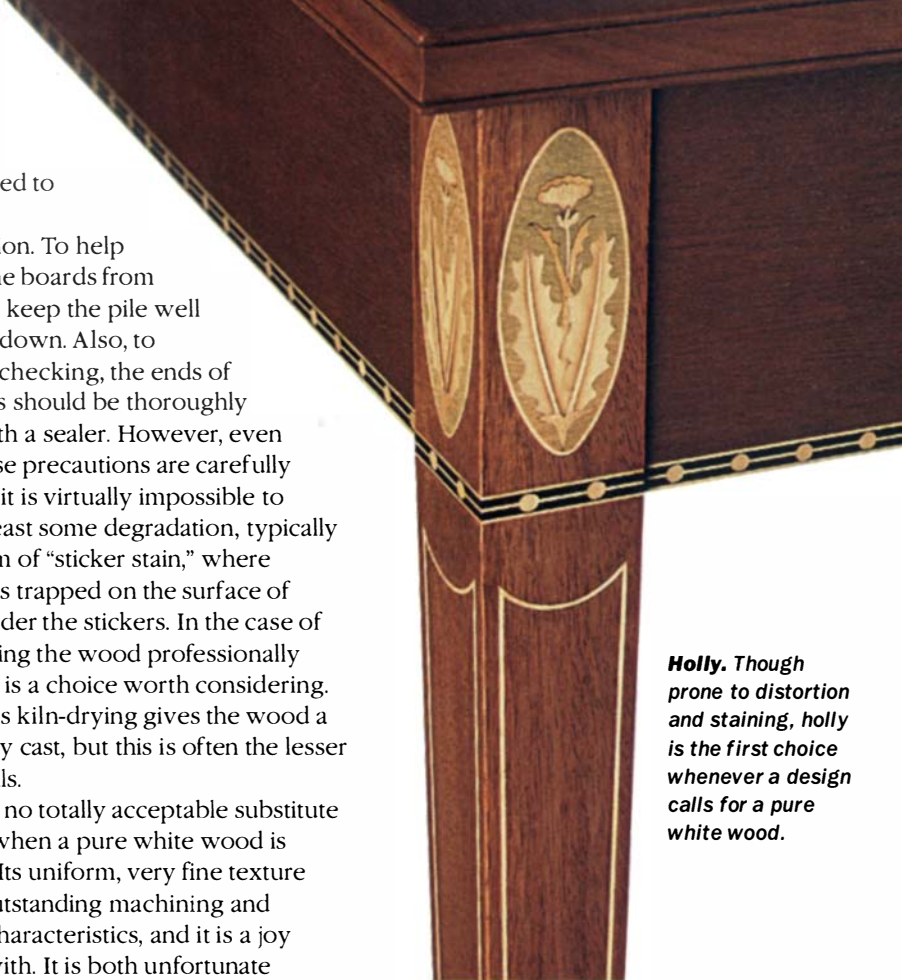 ed to
ion. To help
e boards from
keep the pile well
down. Also, to
checking, the ends of
s should be thoroughly
th a sealer. However, even
se precautions are carefully
it is virtually impossible to
east some degradation, typically
m of “sticker stain,” where
s trapped on the surface of
der the stickers. In the case of
ing the wood professionally
is a choice worth considering.
s kiln-drying gives the wood a
y cast, but this is often the lesser
ls.
no totally acceptable substitute
when a pure white wood is
Its uniform, very fine texture
utstanding machining and
haracteristics, and it is a joy
vith. It is both unfortunate
Holly. Though
prone to distortion
and staining, holly
is the first choice
whenever a design
calls for a pure
white wood.